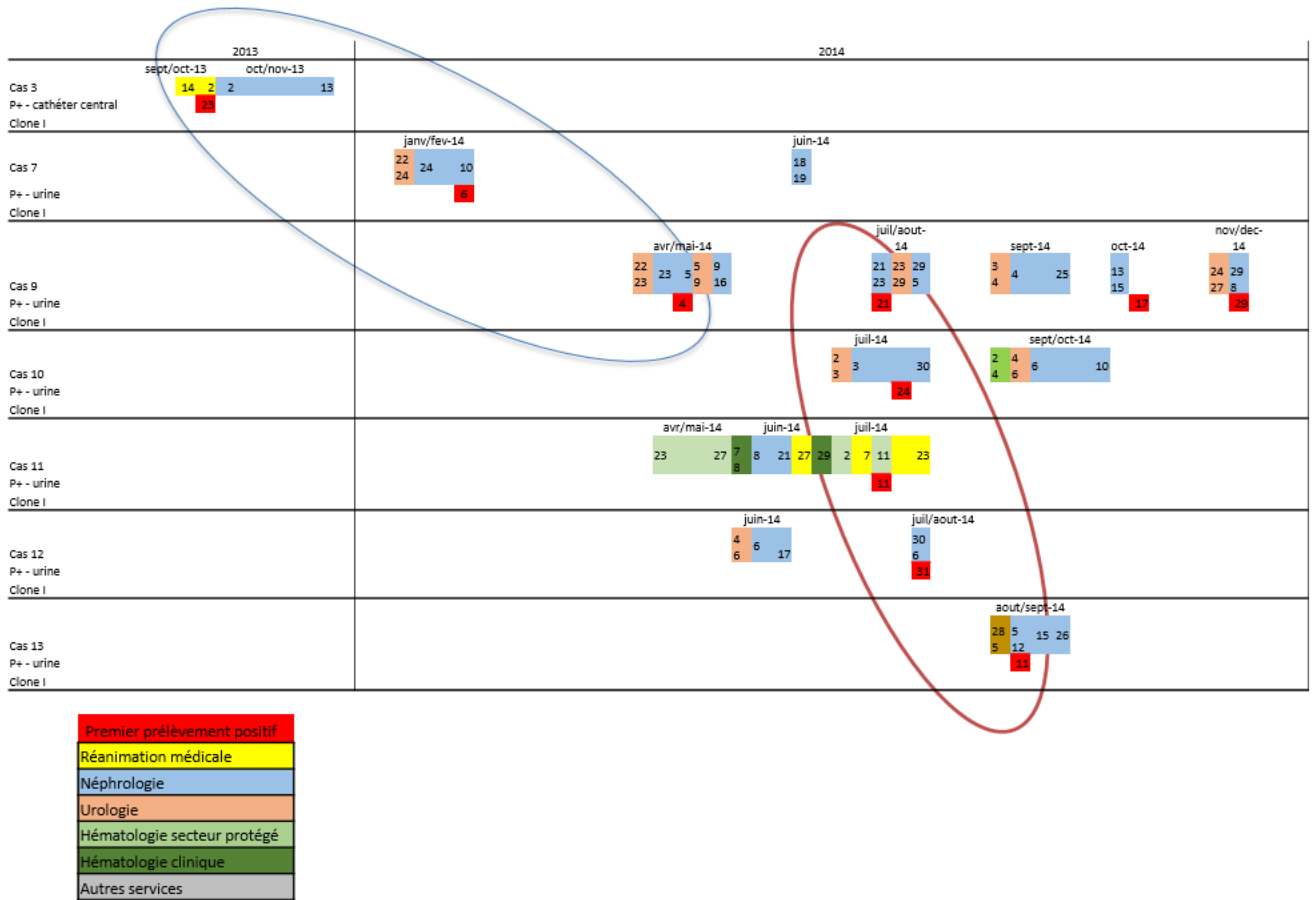 2013 2014
sept/oct-13 oct/nov-13
Cas 3 14 2 2 13
P+ - cathéter central 23
Clone I
janv/fev-14 juin-14
22 18
Cas 7 24 10
24 19
P+ - urine 6
Clone I
juil/aout- nov/dec-
avr/mai-14 14 sept-14 oct-14 14
22 5 9 21 23 29 3 13 24 29
23 5 4 25
Cas 9 23 9 16 23 29 5 4 15 27 8
P+ - urine 4 21 17 29
Clone I
juil-14 sept/oct-14
2 2 4
3 30 6 10
Cas 10 3 4 6
P+ - urine 24
Clone I
avr/mai-14 juin-14 juil-14
23 27 7 8 21 27 29 2 7 11 23
Cas 11 8
P+ - urine 11
Clone I
juin-14 juil/aout-14
4 6 30
Cas 12 6 17 6
P+ - urine 31
Clone I
aout/sept-14
28 5 15 26
Cas 13 5 12
P+ - urine 11
Clone I
Premier prélèvement positif
Réanimation médicale
Néphrologie
Urologie
Hématologie secteur protégé
Hématologie clinique
Autres services